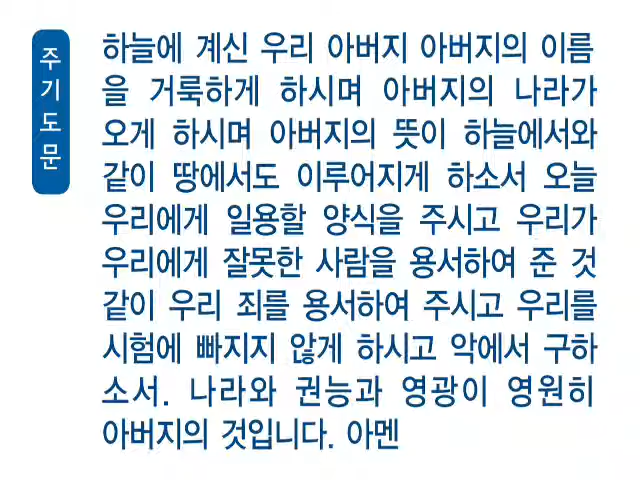 주기도문
하늘에 계신 우리 아버지 아버지의 이름
을 거룩하게 하시며 아버지의 나라가
오게 하시며 아버지의 뜻이 하늘에서와
같이 땅에서도 이루어지게 하소서 오늘
우리에게 일용할 양식을 주시고 우리가
우리에게 잘못한 사람을 용서하여 준 것
같이 우리 죄를 용서하여 주시고 우리를
시험에 빠지지 않게 하시고 악에서 구하
소서. 나라와 권능과 영광이 영원히
아버지의 것입니다. 아멘